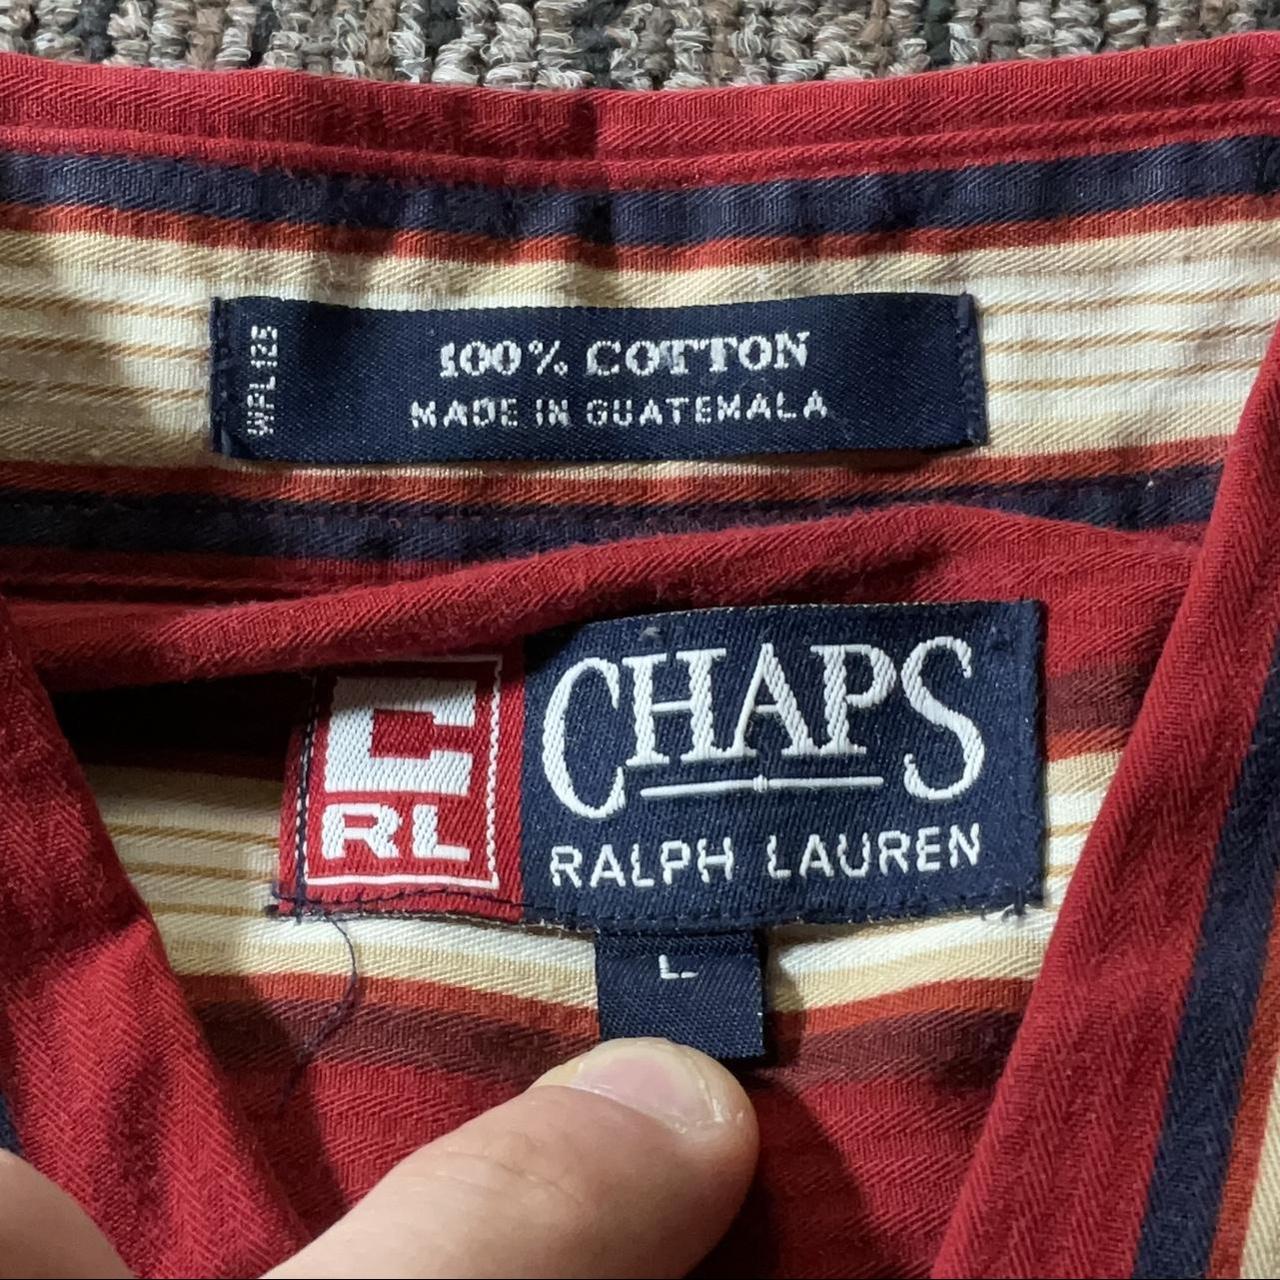 WPL 125
100% COTTON
MADE IN GUATEMALA
C
RL
CHAPS
RALPH LAUREN
L